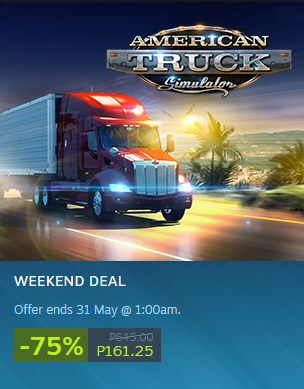 AMERICAN
TRUCK
Simulator
WEEKEND DEAL
Offer ends 31 May @ 1:00am.
-75%
P645.00
P161.25